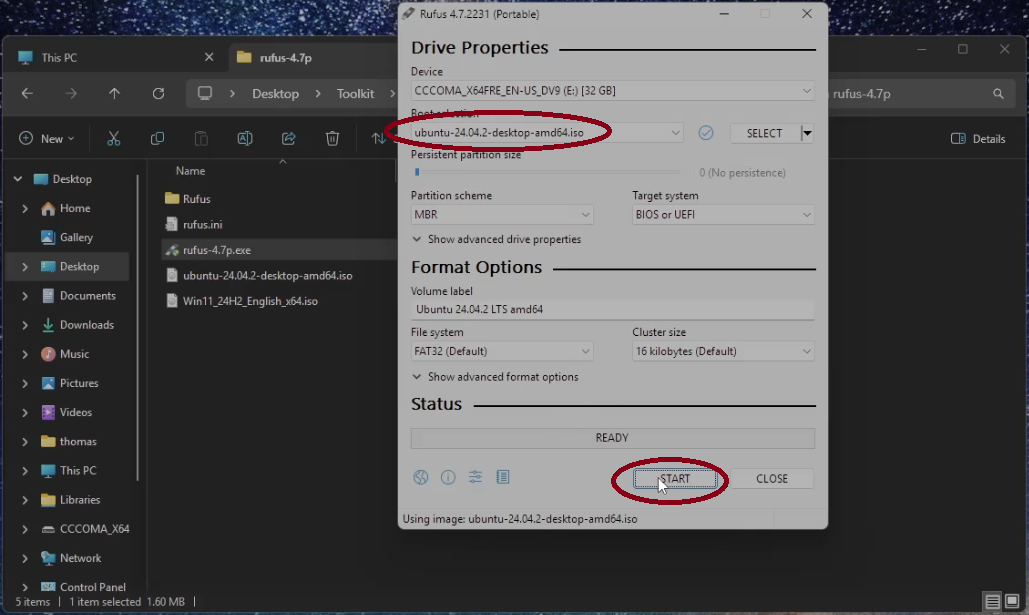 Rufus 4.7.2231 (Portable)
Drive Properties
Device
CCCOMA_X64FRE_EN-US_DV9 (E:) [32 GB]
Boot selection
ubuntu-24.04.2-desktop-amd64.iso
SELECT
Persistent partition size
0 (No persistence)
Partition scheme
Target system
MBR
BIOS or UEFI
Show advanced drive properties
Format Options
Volume label
Ubuntu 24.04.2 LTS amd64
File system
Cluster size
FAT32 (Default)
16 kilobytes (Default)
Show advanced format options
Status
READY
START
CLOSE
Using image: ubuntu-24.04.2-desktop-amd64.iso
This PC
rufus-4.7p
Desktop
Toolkit
rufus-4.7p
New
Details
Name
Rufus
rufus.ini
rufus-4.7p.exe
ubuntu-24.04.2-desktop-amd64.iso
Win11_24H2_English_x64.iso
Desktop
Home
Gallery
Desktop
Documents
Downloads
Music
Pictures
Videos
thomas
This PC
Libraries
CCCOMA_X64
Network
Control Panel
5 items
1 item selected 1.60 MB